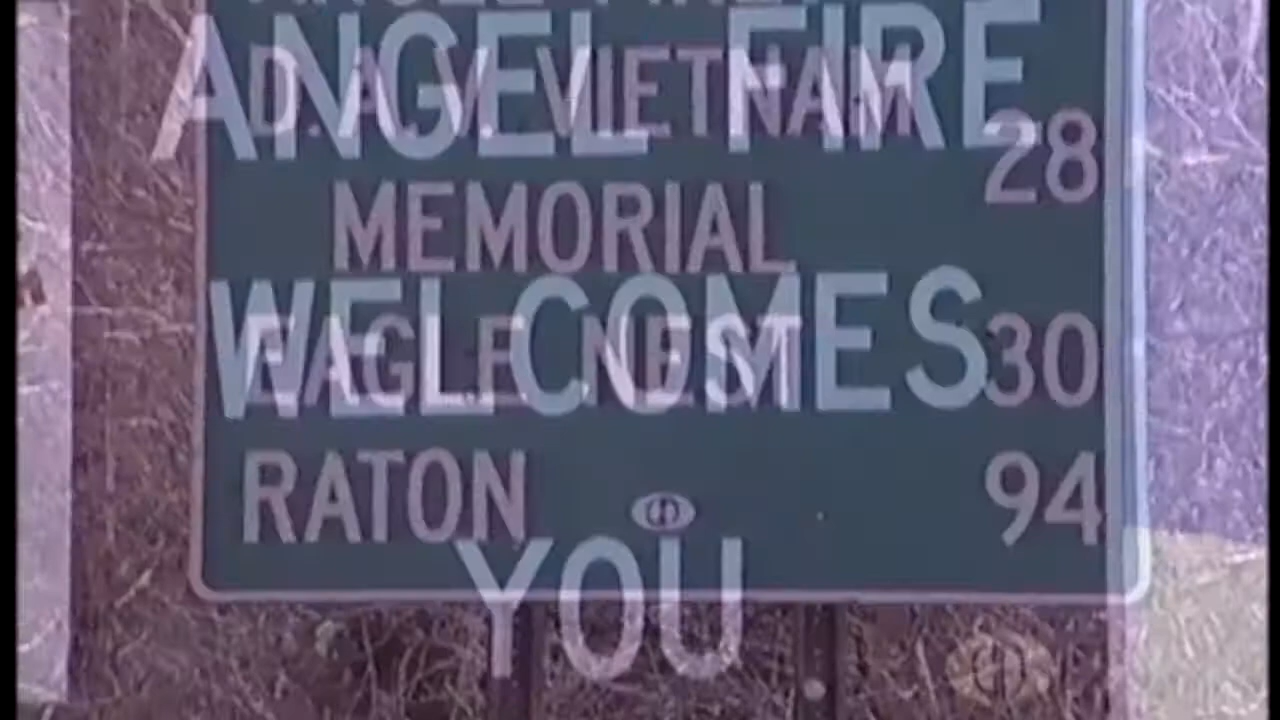 ANGEL FIRE
ANGEL FIRE
D. A. V. VIETNAM
28
MEMORIAL
WELCOMES
EAGLE NEST 30
RATON 94
YOU